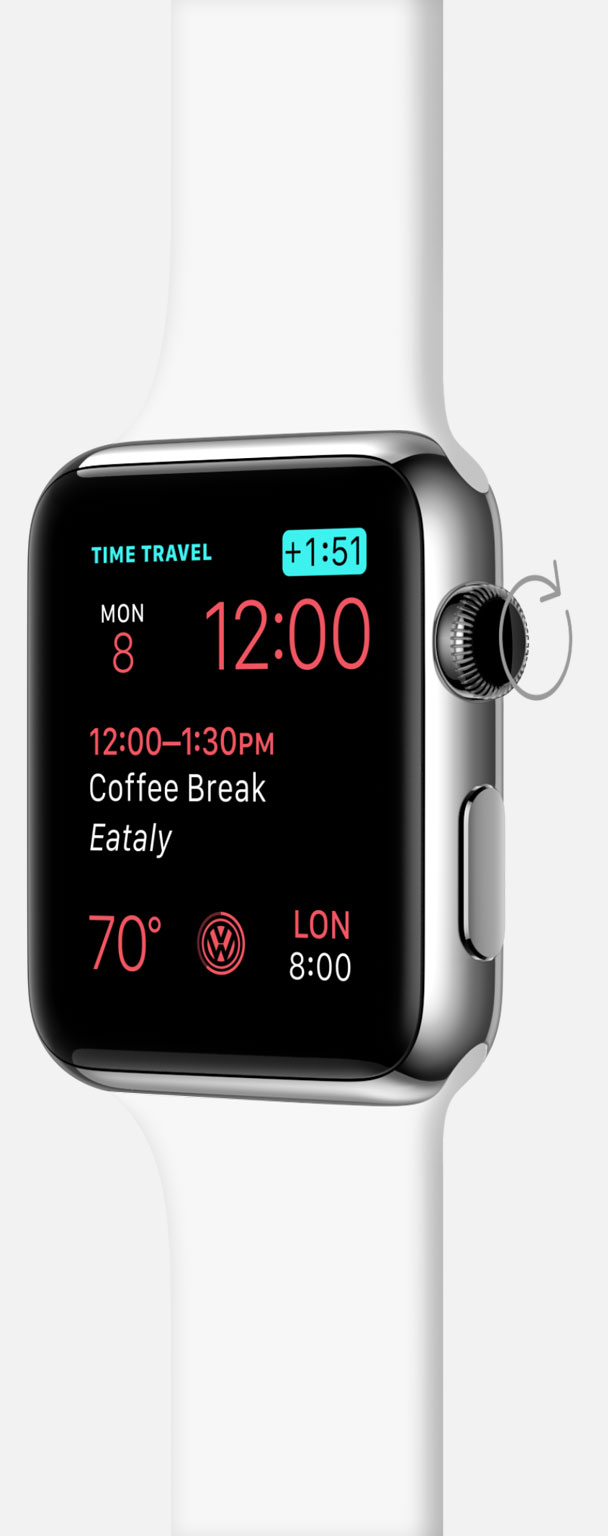 TIME TRAVEL +1:51
MON
8 12:00
12:00–1:30PM
Coffee Break
Eataly
70° LON
8:00